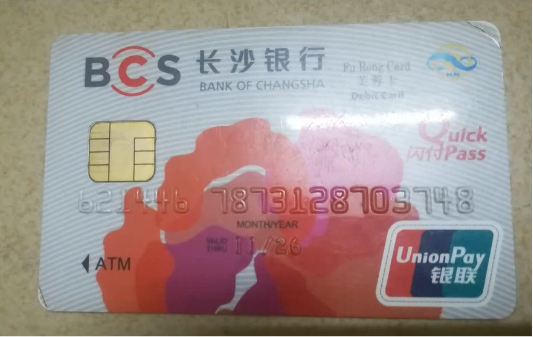 BCS 长沙银行
BANK OF CHANGSHA
Fu Rong Card
芙蓉卡
Debit Card
Quick
闪付Pass
621446 7873128703748
MONTH/YEAR
VALID
THRU 11/26
ATM
UnionPay
银联